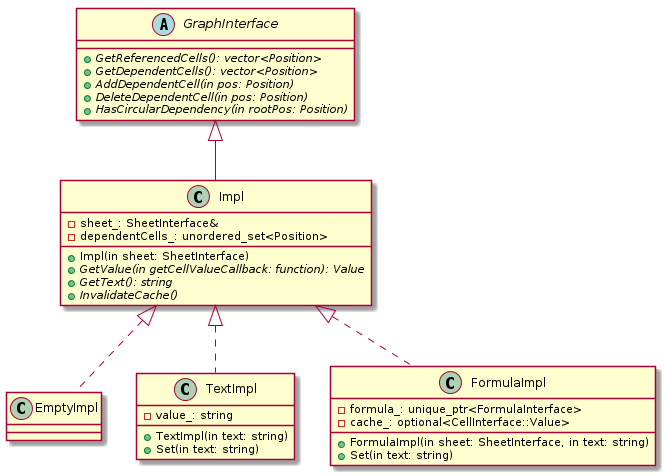 A GraphInterface
GetReferencedCells(): vector<Position>
GetDependentCells(): vector<Position>
AddDependentCell(in pos: Position)
DeleteDependentCell(in pos: Position)
HasCircularDependency(in rootPos: Position)
C Impl
sheet_: SheetInterface&
dependentCells_: unordered_set<Position>
Impl(in sheet: SheetInterface)
GetValue(in getCellValueCallback: function): Value
GetText(): string
InvalidateCache()
C EmptyImpl
C TextImpl
value_: string
TextImpl(in text: string)
Set(in text: string)
C FormulaImpl
formula_: unique_ptr<FormulaInterface>
cache_: optional<CellInterface::Value>
FormulaImpl(in sheet: SheetInterface, in text: string)
Set(in text: string)